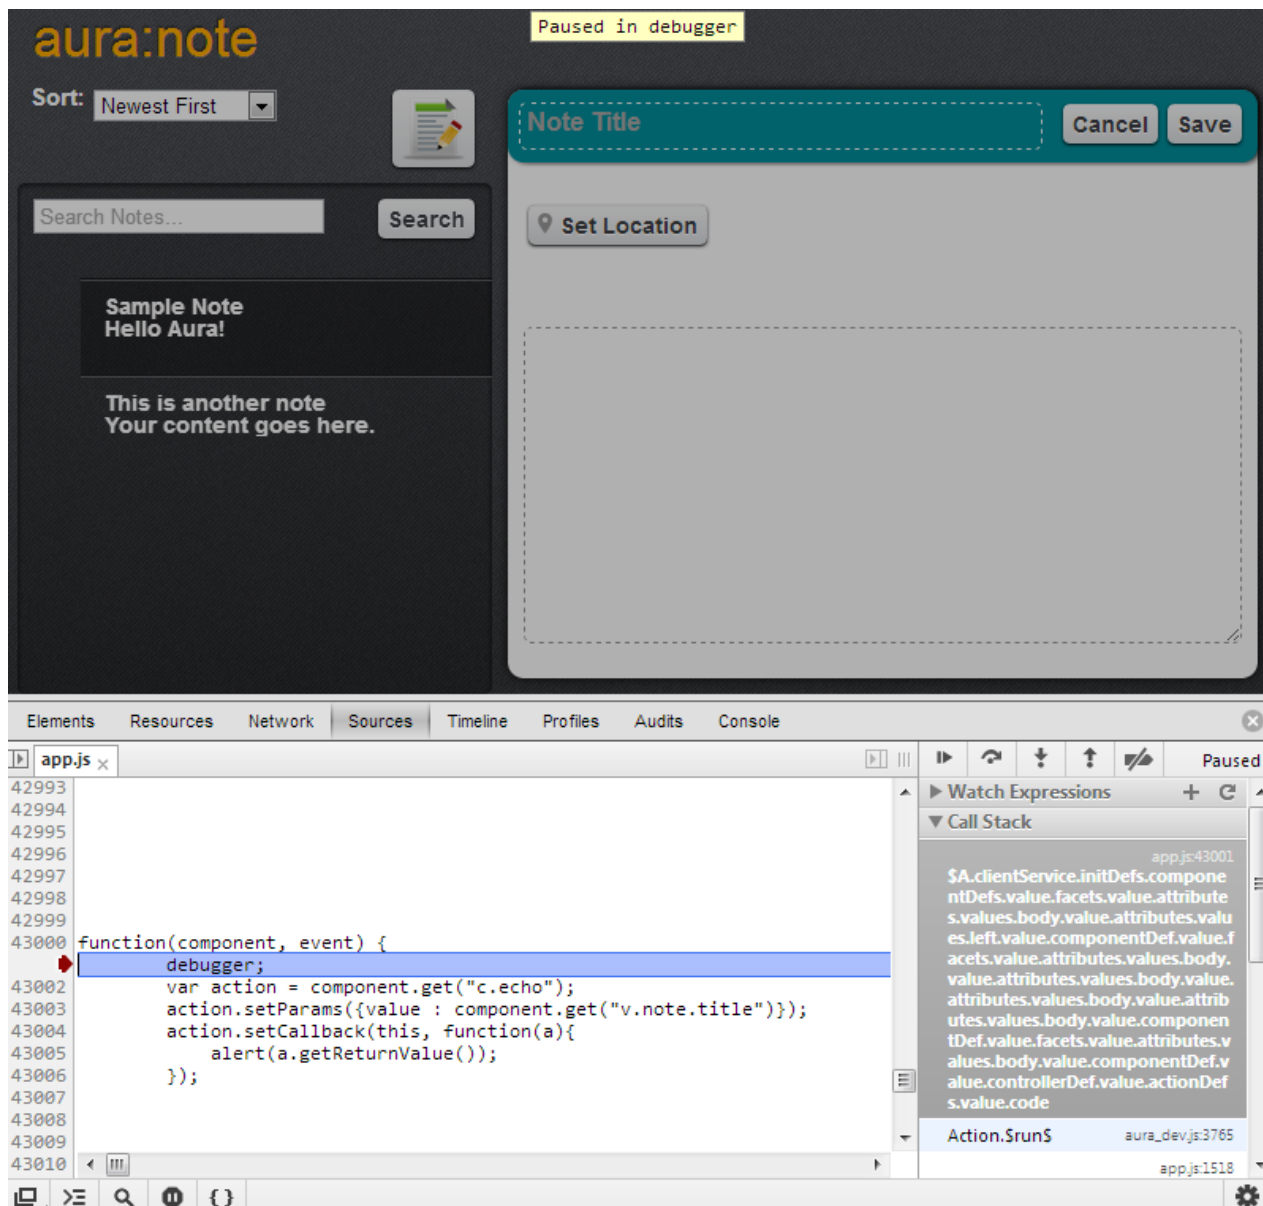 aura:note
Paused in debugger
Sort: Newest First
Note Title
Cancel
Save
Search Notes...
Search
Set Location
Sample Note
Hello Aura!
This is another note
Your content goes here.
Elements Resources Network Sources Timeline Profiles Audits Console
app.js
Paused
42993
42994
42995
42996
42997
42998
42999
43000 function(component, event) {
debugger;
43002 var action = component.get("c.echo");
43003 action.setParams({value : component.get("v.note.title")});
43004 action.setCallback(this, function(a){
43005 alert(a.getReturnValue());
43006 });
43007
43008
43009
43010
Watch Expressions
Call Stack
app.js:43001
$A.clientService.initDefs.compone
ntDefs.value.facets.value.attribute
s.values.body.value.attributes.valu
es.left.value.componentDef.value.f
acets.value.attributes.values.body.
value.attributes.values.body.value.
attributes.values.body.value.attrib
utes.values.body.value.componen
tDef.value.facets.value.attributes.v
alues.body.value.componentDef.v
alue.controllerDef.value.actionDef
s.value.code
Action.$run$ aura_dev.js:3765
app.js:1518